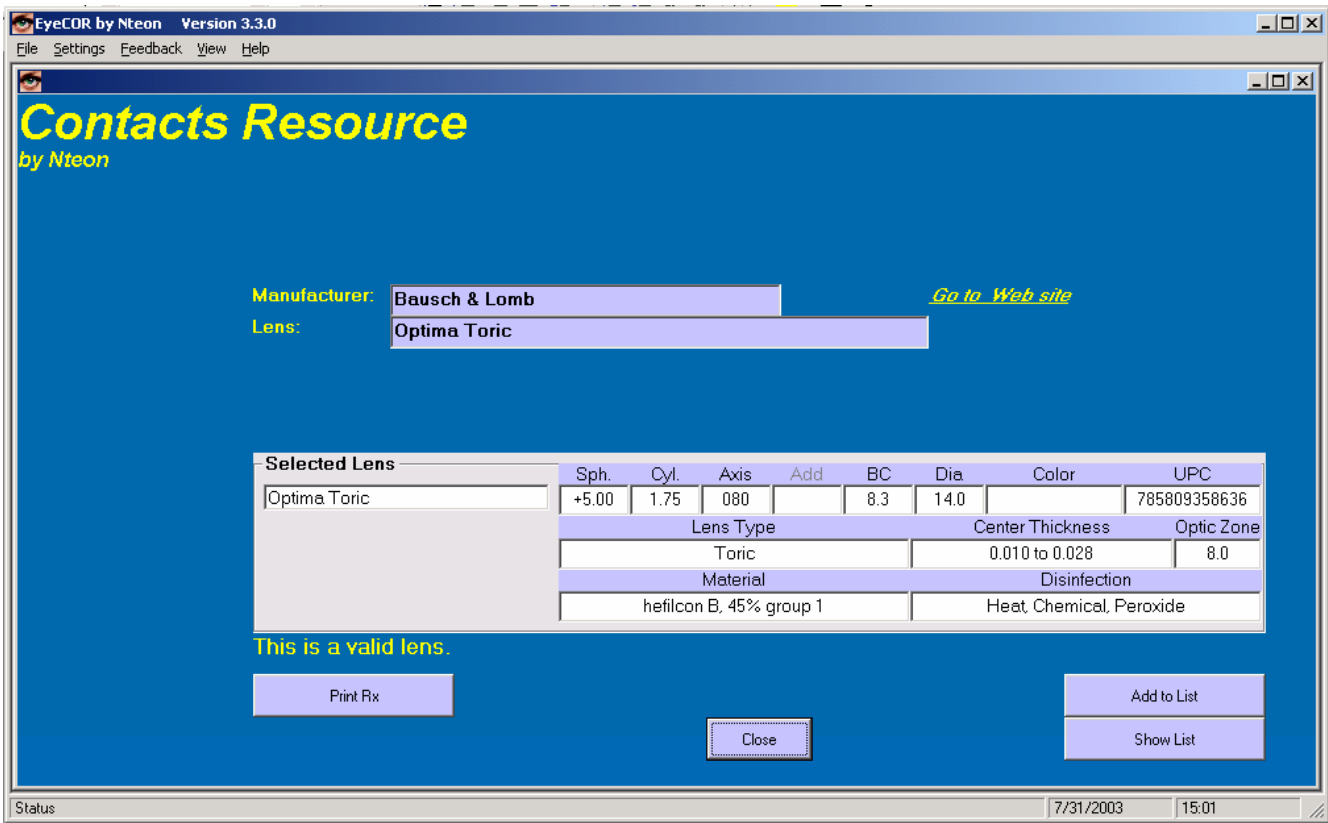 EyeCOR by Nteon Version 3.3.0
File Settings Feedback View Help
Contacts Resource
by Nteon
Manufacturer: Bausch & Lomb Go to Web site
Lens: Optima Toric
Selected Lens
Sph. Cyl. Axis Add BC Dia Color UPC
Optima Toric +5.00 1.75 080 8.3 14.0 785809358636
Lens Type Center Thickness Optic Zone
Toric 0.010 to 0.028 8.0
Material Disinfection
hefilcon B, 45% group 1 Heat, Chemical, Peroxide
This is a valid lens.
Print Rx Add to List
Close Show List
Status 7/31/2003 15:01